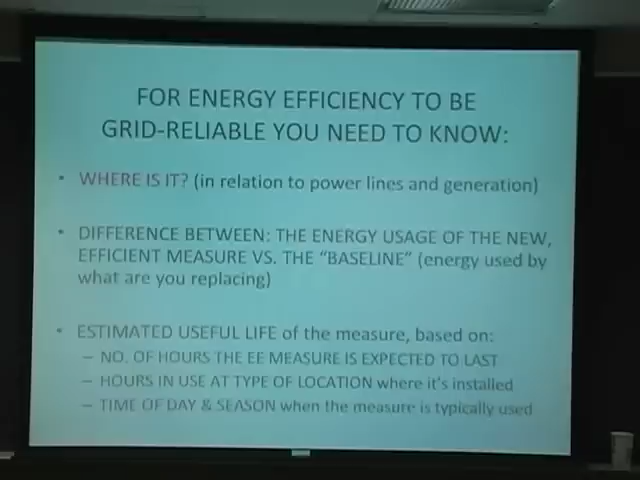 FOR ENERGY EFFICIENCY TO BE
GRID-RELIABLE YOU NEED TO KNOW:
• WHERE IS IT? (in relation to power lines and generation)
• DIFFERENCE BETWEEN: THE ENERGY USAGE OF THE NEW,
EFFICIENT MEASURE VS. THE “BASELINE” (energy used by
what are you replacing)
• ESTIMATED USEFUL LIFE of the measure, based on:
– NO. OF HOURS THE EE MEASURE IS EXPECTED TO LAST
– HOURS IN USE AT TYPE OF LOCATION where it's installed
– TIME OF DAY & SEASON when the measure is typically used